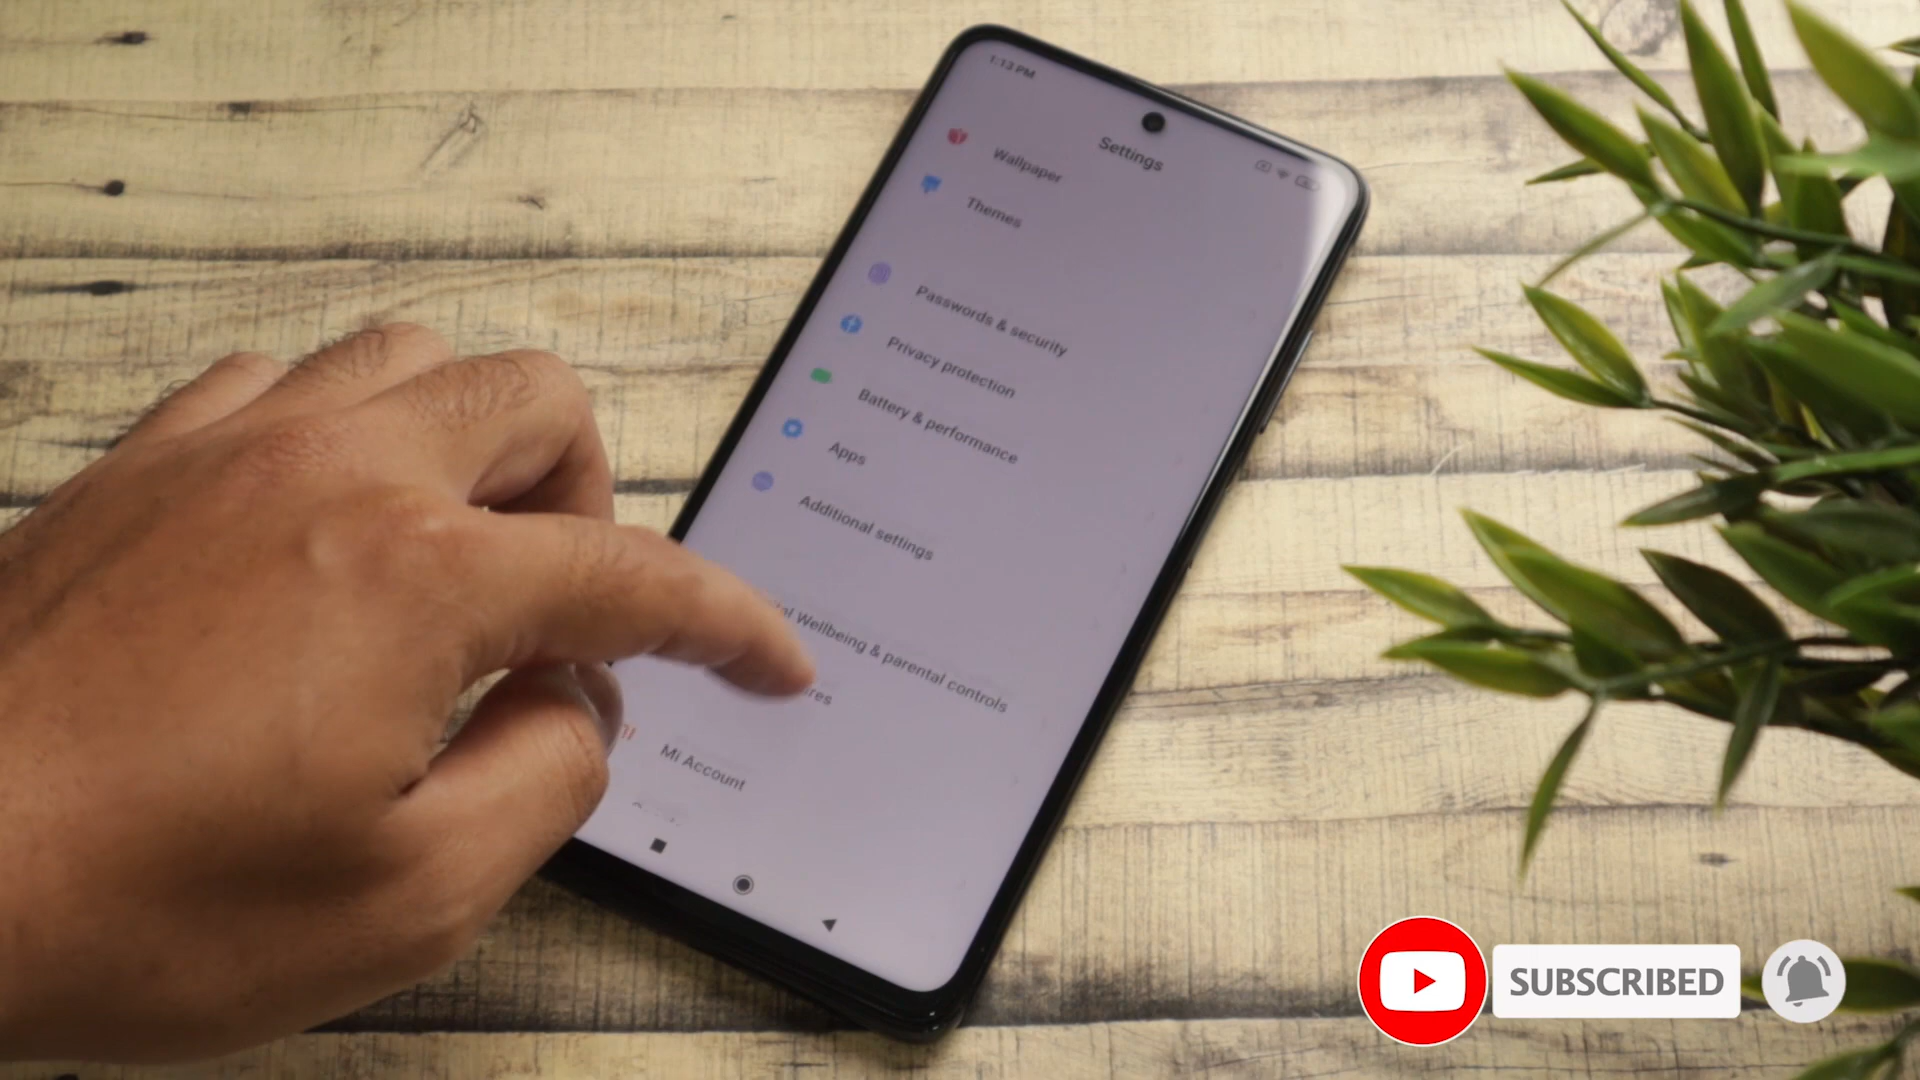 1:13 PM
Settings
Wallpaper
Themes
Passwords & security
Privacy protection
Battery & performance
Apps
Additional settings
Wellbeing & parental controls
Mi Account
SUBSCRIBED